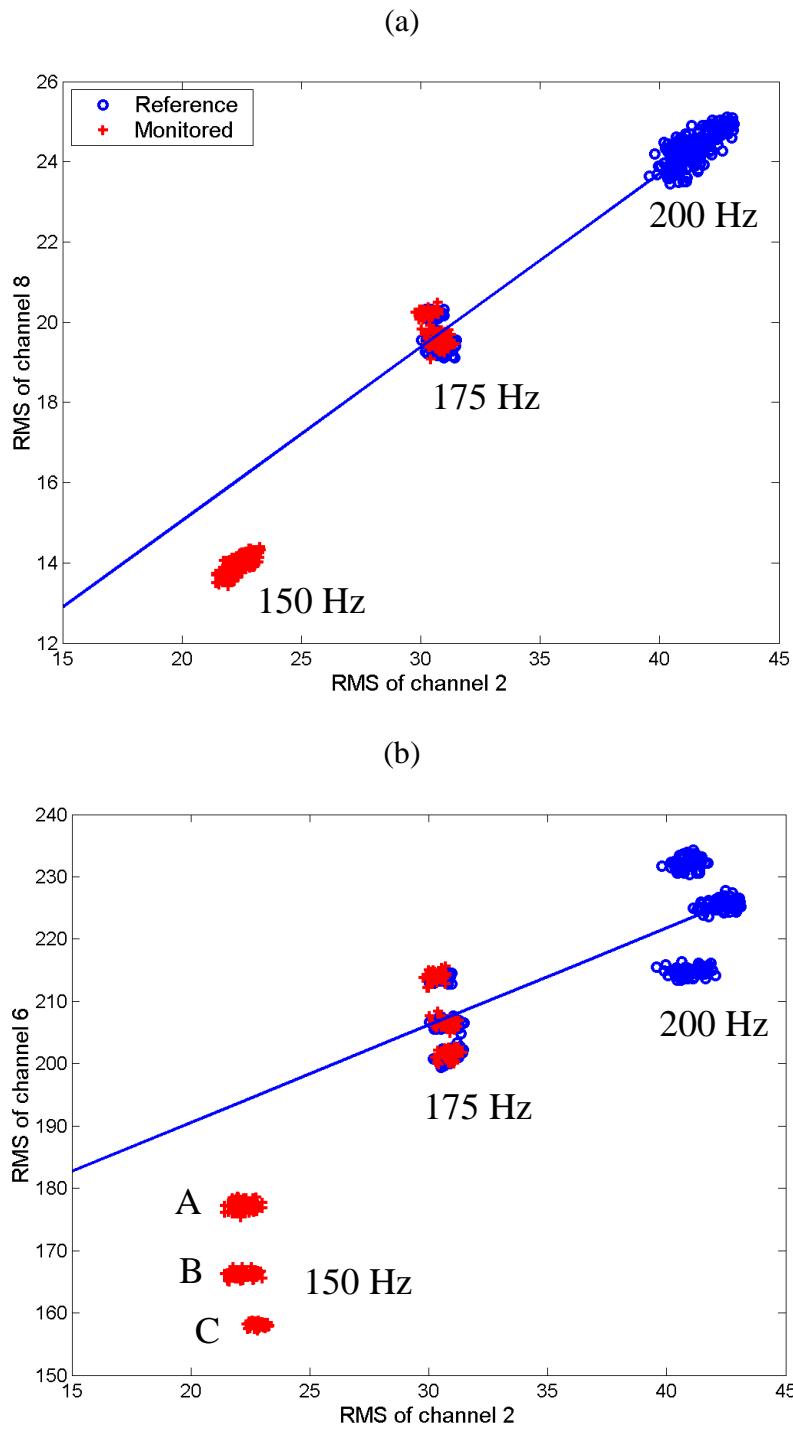 (a)
26
24
22
20
18
16
14
12
RMS of channel 8
Reference
Monitored
200 Hz
175 Hz
150 Hz
15 20 25 30 35 40 45
RMS of channel 2
(b)
240
230
220
210
200
190
180
170
160
150
RMS of channel 6
200 Hz
175 Hz
A
B
150 Hz
C
15 20 25 30 35 40 45
RMS of channel 2